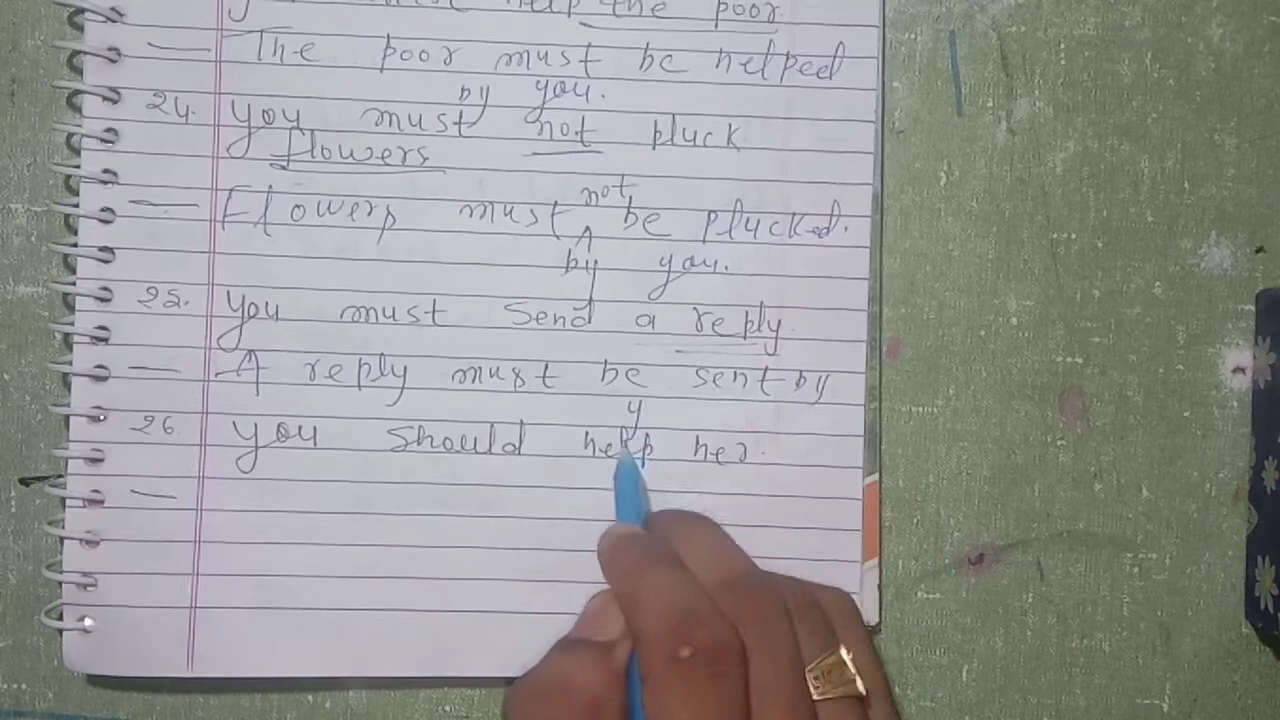 help the poor
— The poor must be helped
by you.
24. you must not pluck
flowers
— Flowers must not be plucked.
by you.
25. you must send a reply
— A reply must be sent by
y
26. you should help her.
—